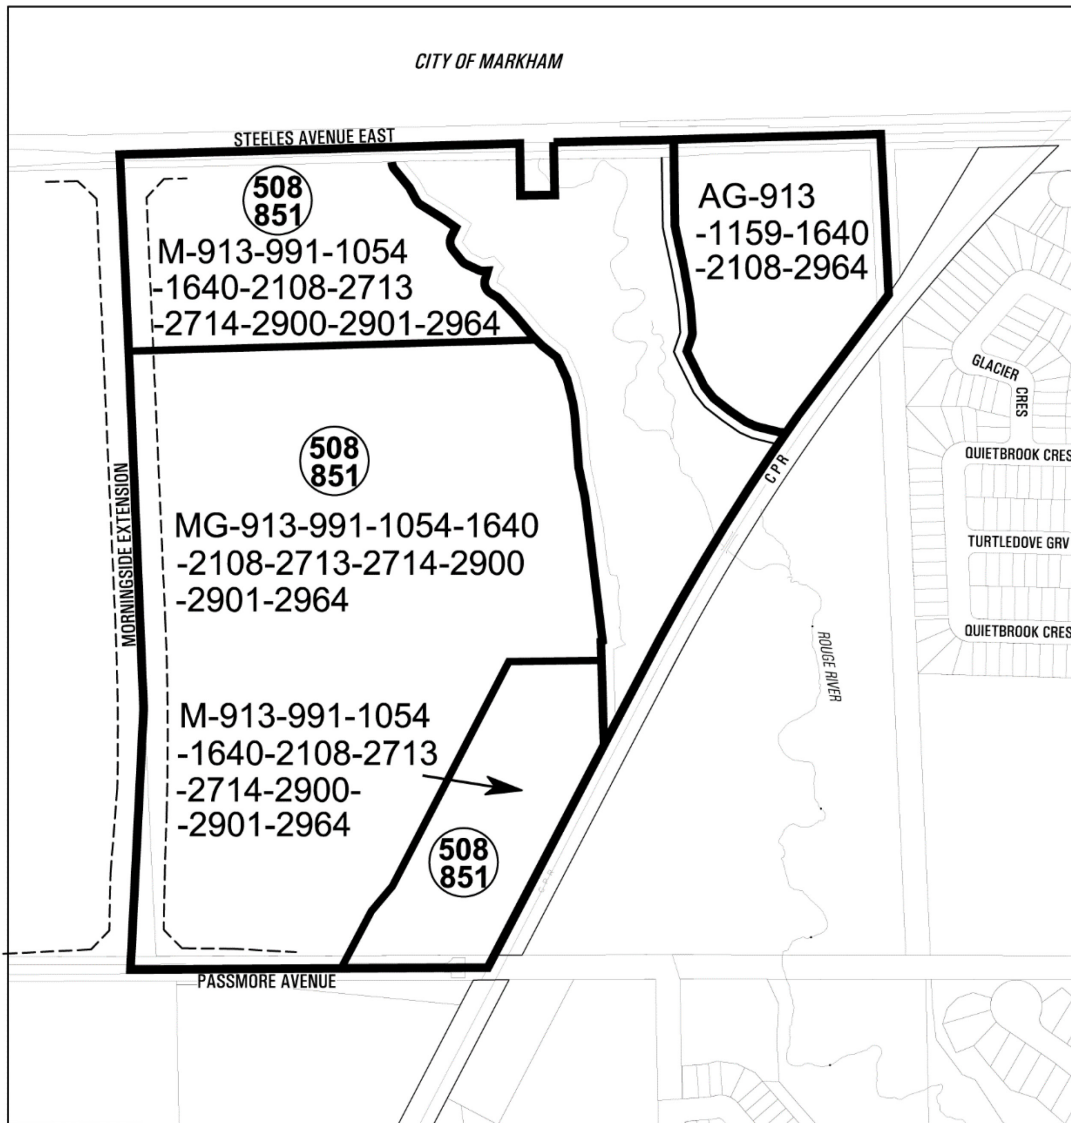 CITY OF MARKHAM
STEELES AVENUE EAST
508
851
M-913-991-1054
-1640-2108-2713
-2714-2900-2901-2964
AG-913
-1159-1640
-2108-2964
GLACIER
CRES
508
851
CPR
QUIETBROOK CRES
MORNINGSIDE EXTENSION
MG-913-991-1054-1640
-2108-2713-2714-2900
-2901-2964
TURTLEDOVE GRV
QUIETBROOK CRES
ROUGE RIVER
M-913-991-1054
-1640-2108-2713
-2714-2900-
-2901-2964
508
851
CPR
PASSMORE AVENUE